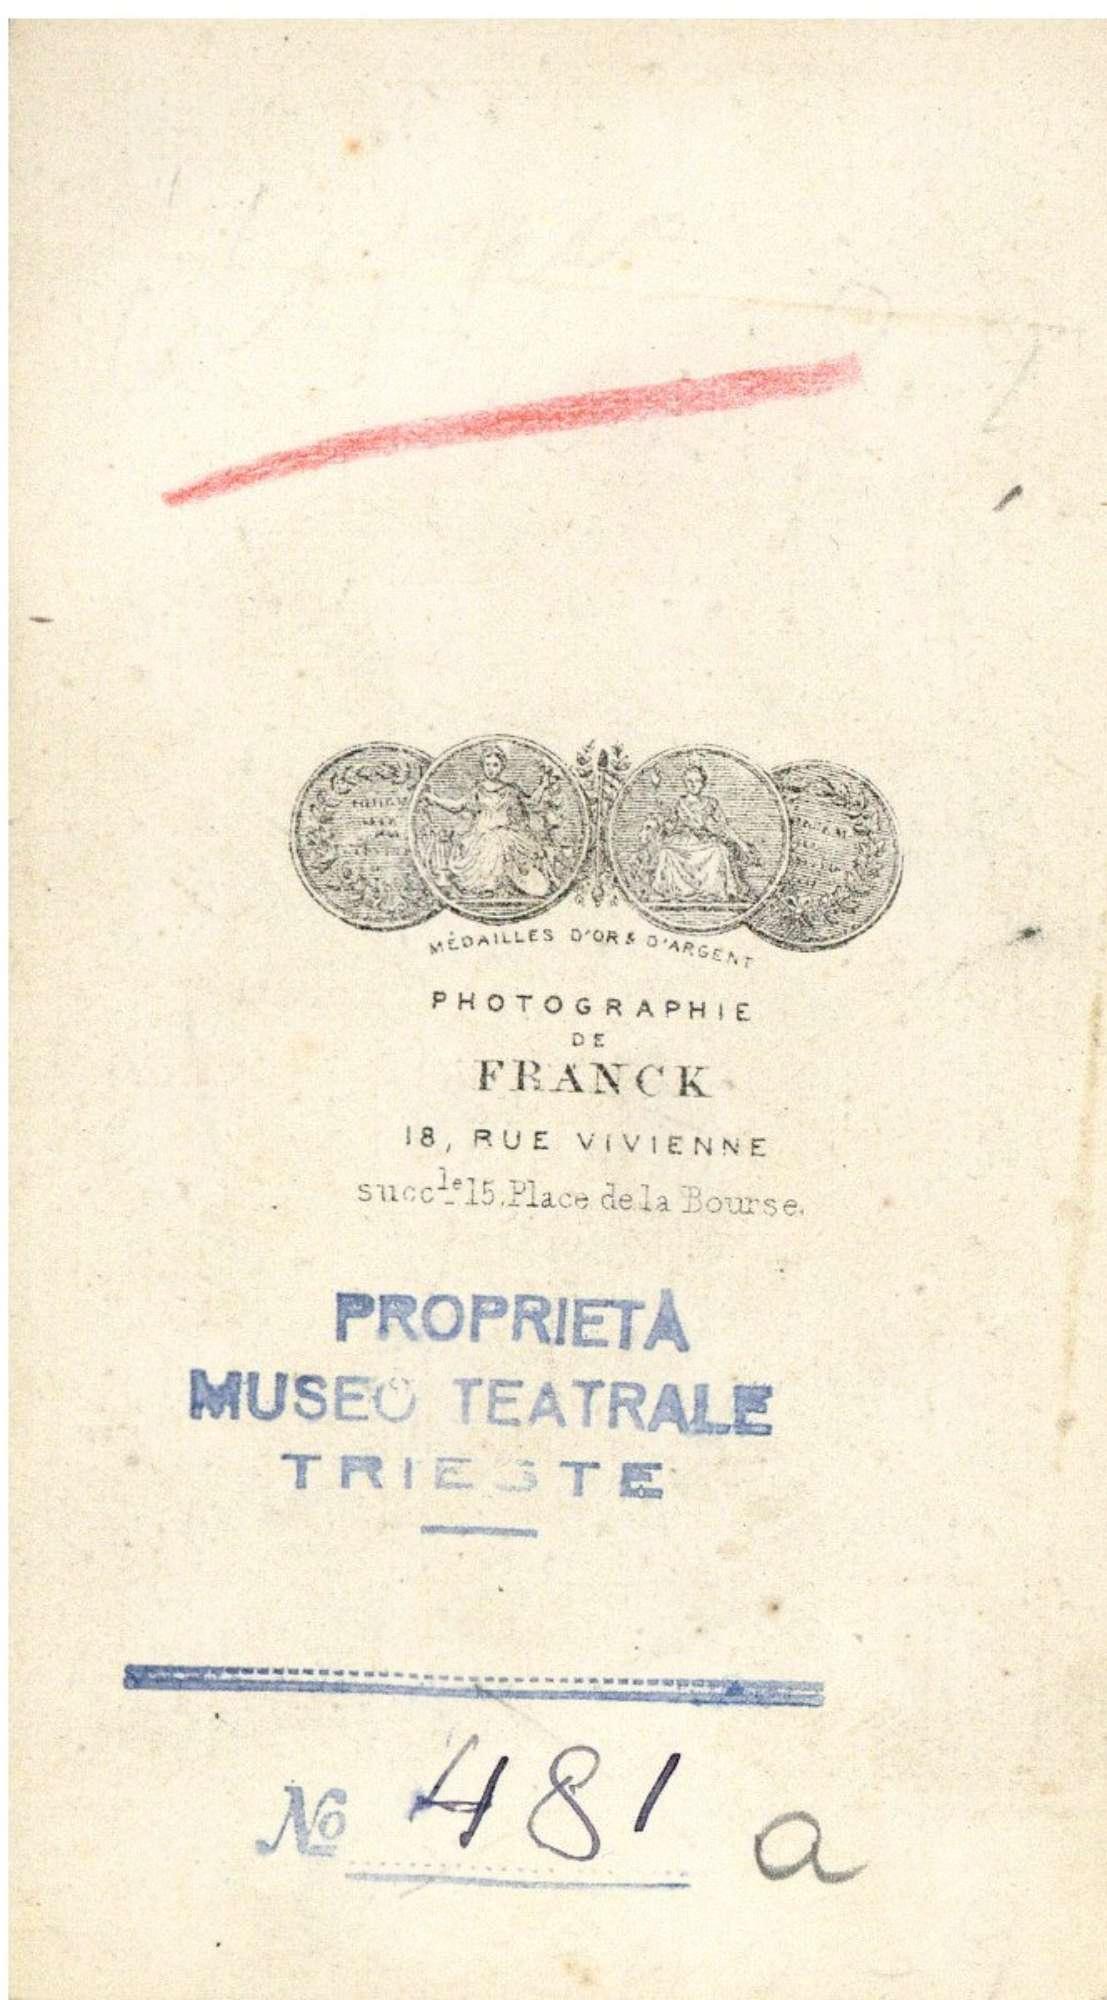 MÉDAILLES D'OR & D'ARGENT
PHOTOGRAPHIE
DE
FRANCK
18, RUE VIVIENNE
succle 15, Place de la Bourse.
PROPRIETÀ
MUSEO TEATRALE
TRIESTE
No 481 a